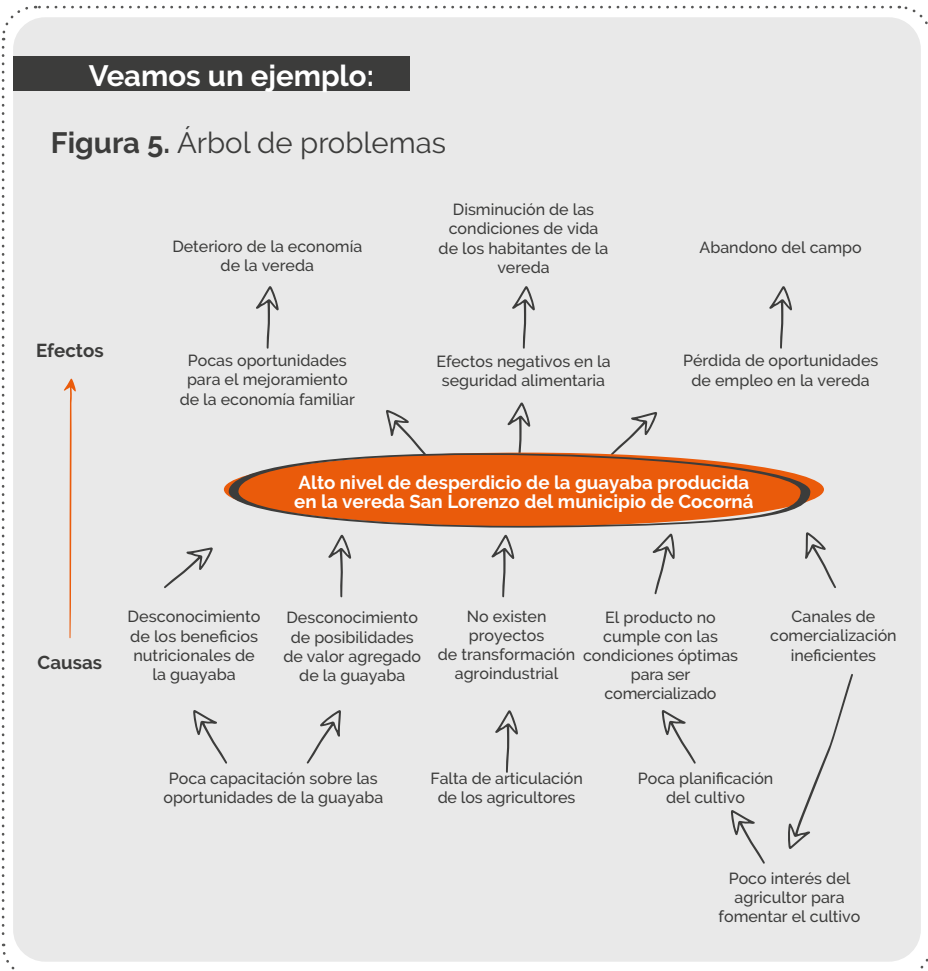 Veamos un ejemplo:
Figura 5. Árbol de problemas
Deterioro de la economía
de la vereda
Disminución de las
condiciones de vida
de los habitantes de la
vereda
Abandono del campo
Efectos
Pocas oportunidades
para el mejoramiento
de la economía familiar
Efectos negativos en la
seguridad alimentaria
Pérdida de oportunidades
de empleo en la vereda
Alto nivel de desperdicio de la guayaba producida
en la vereda San Lorenzo del municipio de Cocorná
Causas
Desconocimiento
de los beneficios
nutricionales de
la guayaba
Desconocimiento
de posibilidades
de valor agregado
de la guayaba
No existen
proyectos
de transformación
agroindustrial
El producto no
cumple con las
condiciones óptimas
para ser
comercializado
Canales de
comercialización
ineficientes
Poca capacitación sobre las
oportunidades de la guayaba
Falta de articulación
de los agricultores
Poca planificación
del cultivo
Poco interés del
agricultor para
fomentar el cultivo